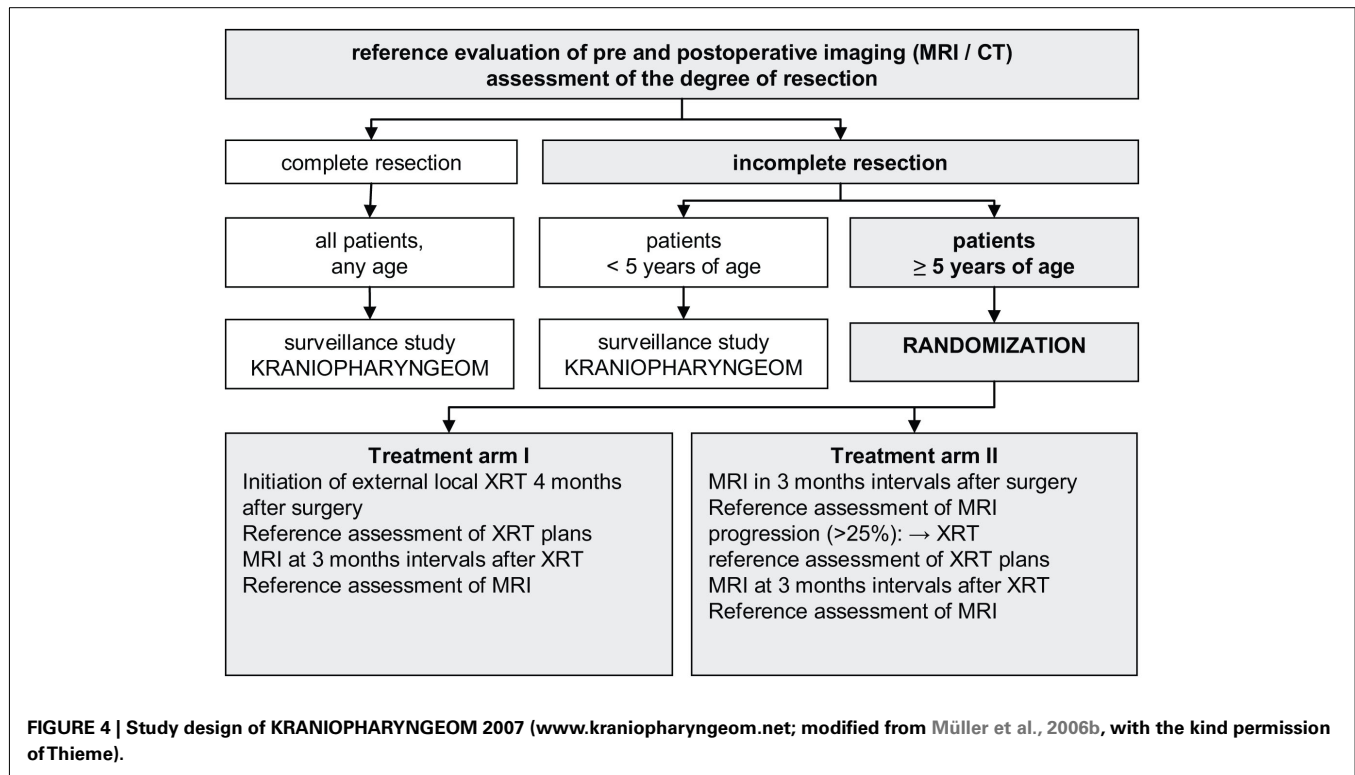 reference evaluation of pre and postoperative imaging (MRI / CT)
assessment of the degree of resection
complete resection
incomplete resection
all patients,
any age
patients
< 5 years of age
patients
≥ 5 years of age
surveillance study
KRANIOPHARYNGEOM
surveillance study
KRANIOPHARYNGEOM
RANDOMIZATION
Treatment arm I
Initiation of external local XRT 4 months
after surgery
Reference assessment of XRT plans
MRI at 3 months intervals after XRT
Reference assessment of MRI
Treatment arm II
MRI in 3 months intervals after surgery
Reference assessment of MRI
progression (>25%): → XRT
reference assessment of XRT plans
MRI at 3 months intervals after XRT
Reference assessment of MRI
FIGURE 4 | Study design of KRANIOPHARYNGEOM 2007 (www.kraniopharyngeom.net; modified from Müller et al., 2006b, with the kind permission
of Thieme).